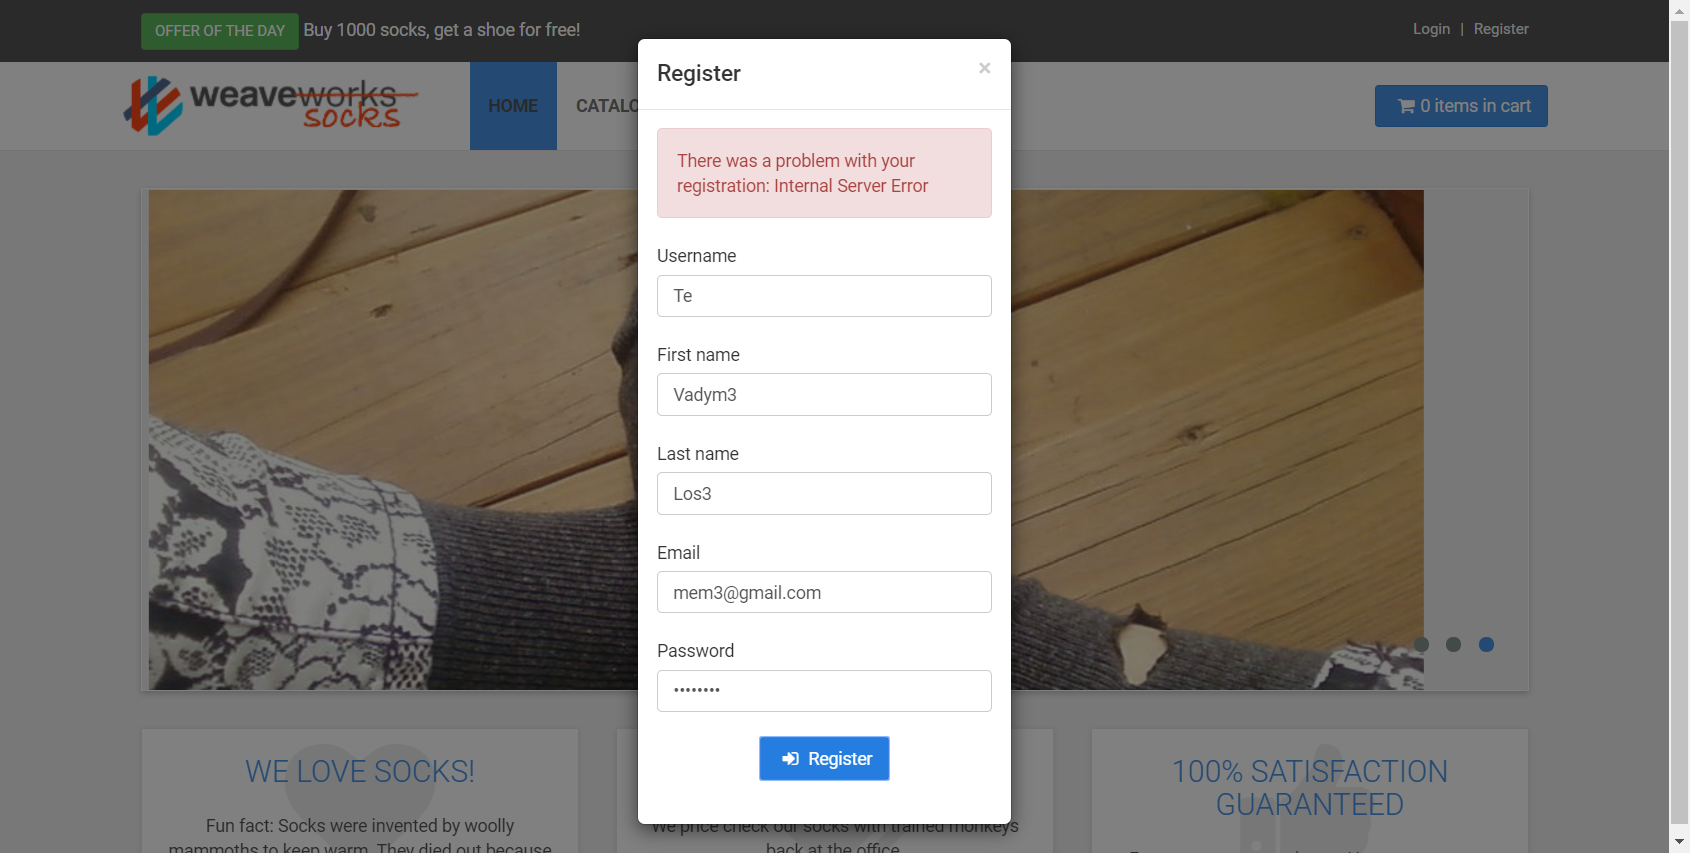 OFFER OF THE DAY Buy 1000 socks, get a shoe for free!
Login | Register
weaveworks
socks
HOME
CATALO
0 items in cart
Register
×
There was a problem with your
registration: Internal Server Error
Username
Te
First name
Vadym3
Last name
Los3
Email
mem3@gmail.com
Password
••••••••
Register
WE LOVE SOCKS!
Fun fact: Socks were invented by woolly
mammoths to keep warm. They died out because
We price check our socks with trained monkeys
back at the office
100% SATISFACTION
GUARANTEED